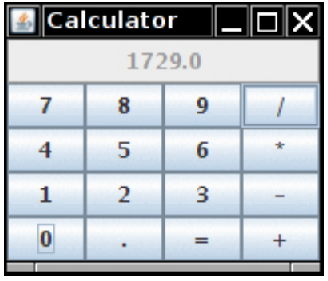 Calculator
1729.0
7 8 9 /
4 5 6 *
1 2 3 -
0 . = +